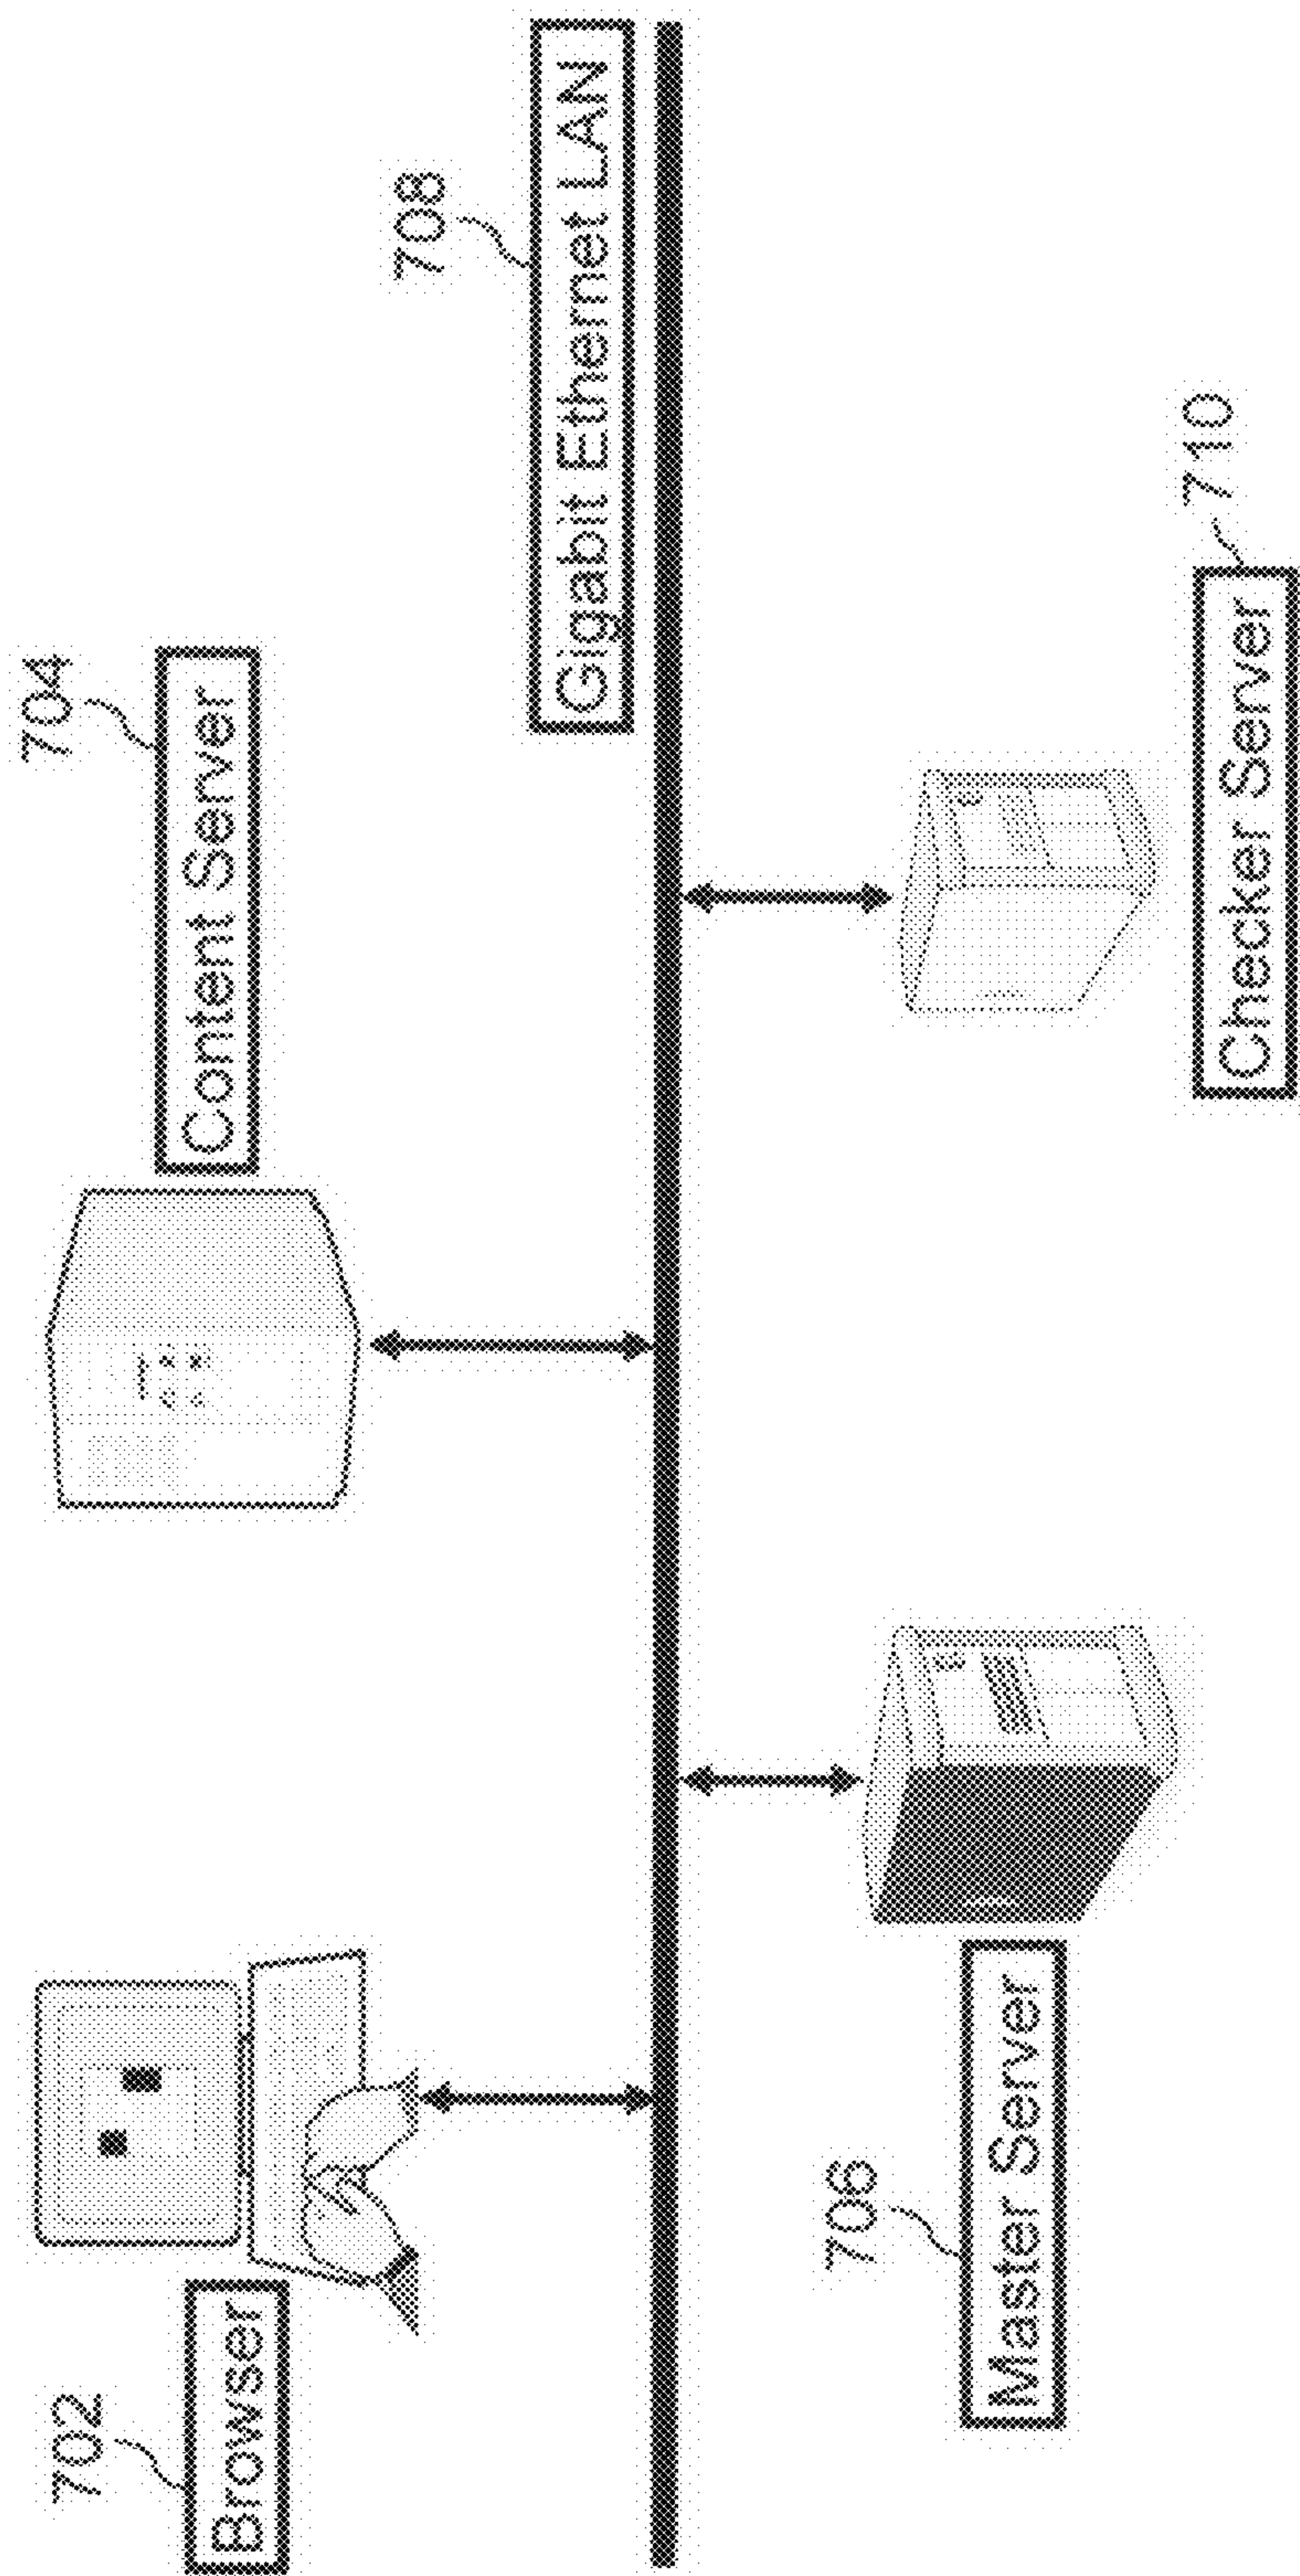 702
Browser
704
Content Server
708
Gigabit Ethernet LAN
706
Master Server
710
Checker Server